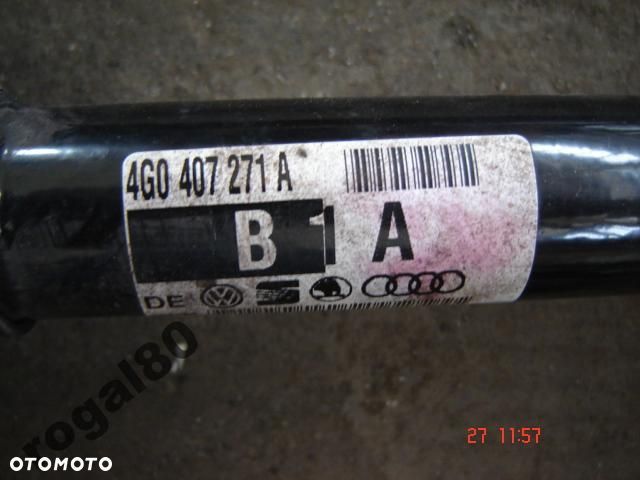 4G0 407 271 A
B 1 A
DE
27 11:57
rogal80
OTOMOTO